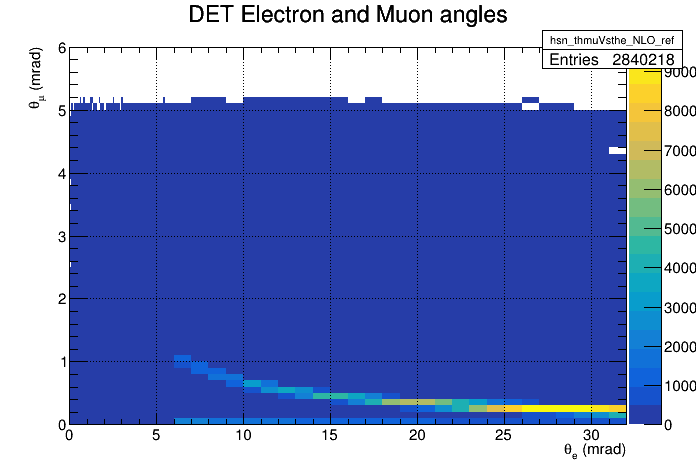 DET Electron and Muon angles
hsn_thmuVsthe_NLO_ref
Entries 2840218
θμ (mrad)
6
5
4
3
2
1
0
0 5 10 15 20 25 30
θe (mrad)
9000
8000
7000
6000
5000
4000
3000
2000
1000
0